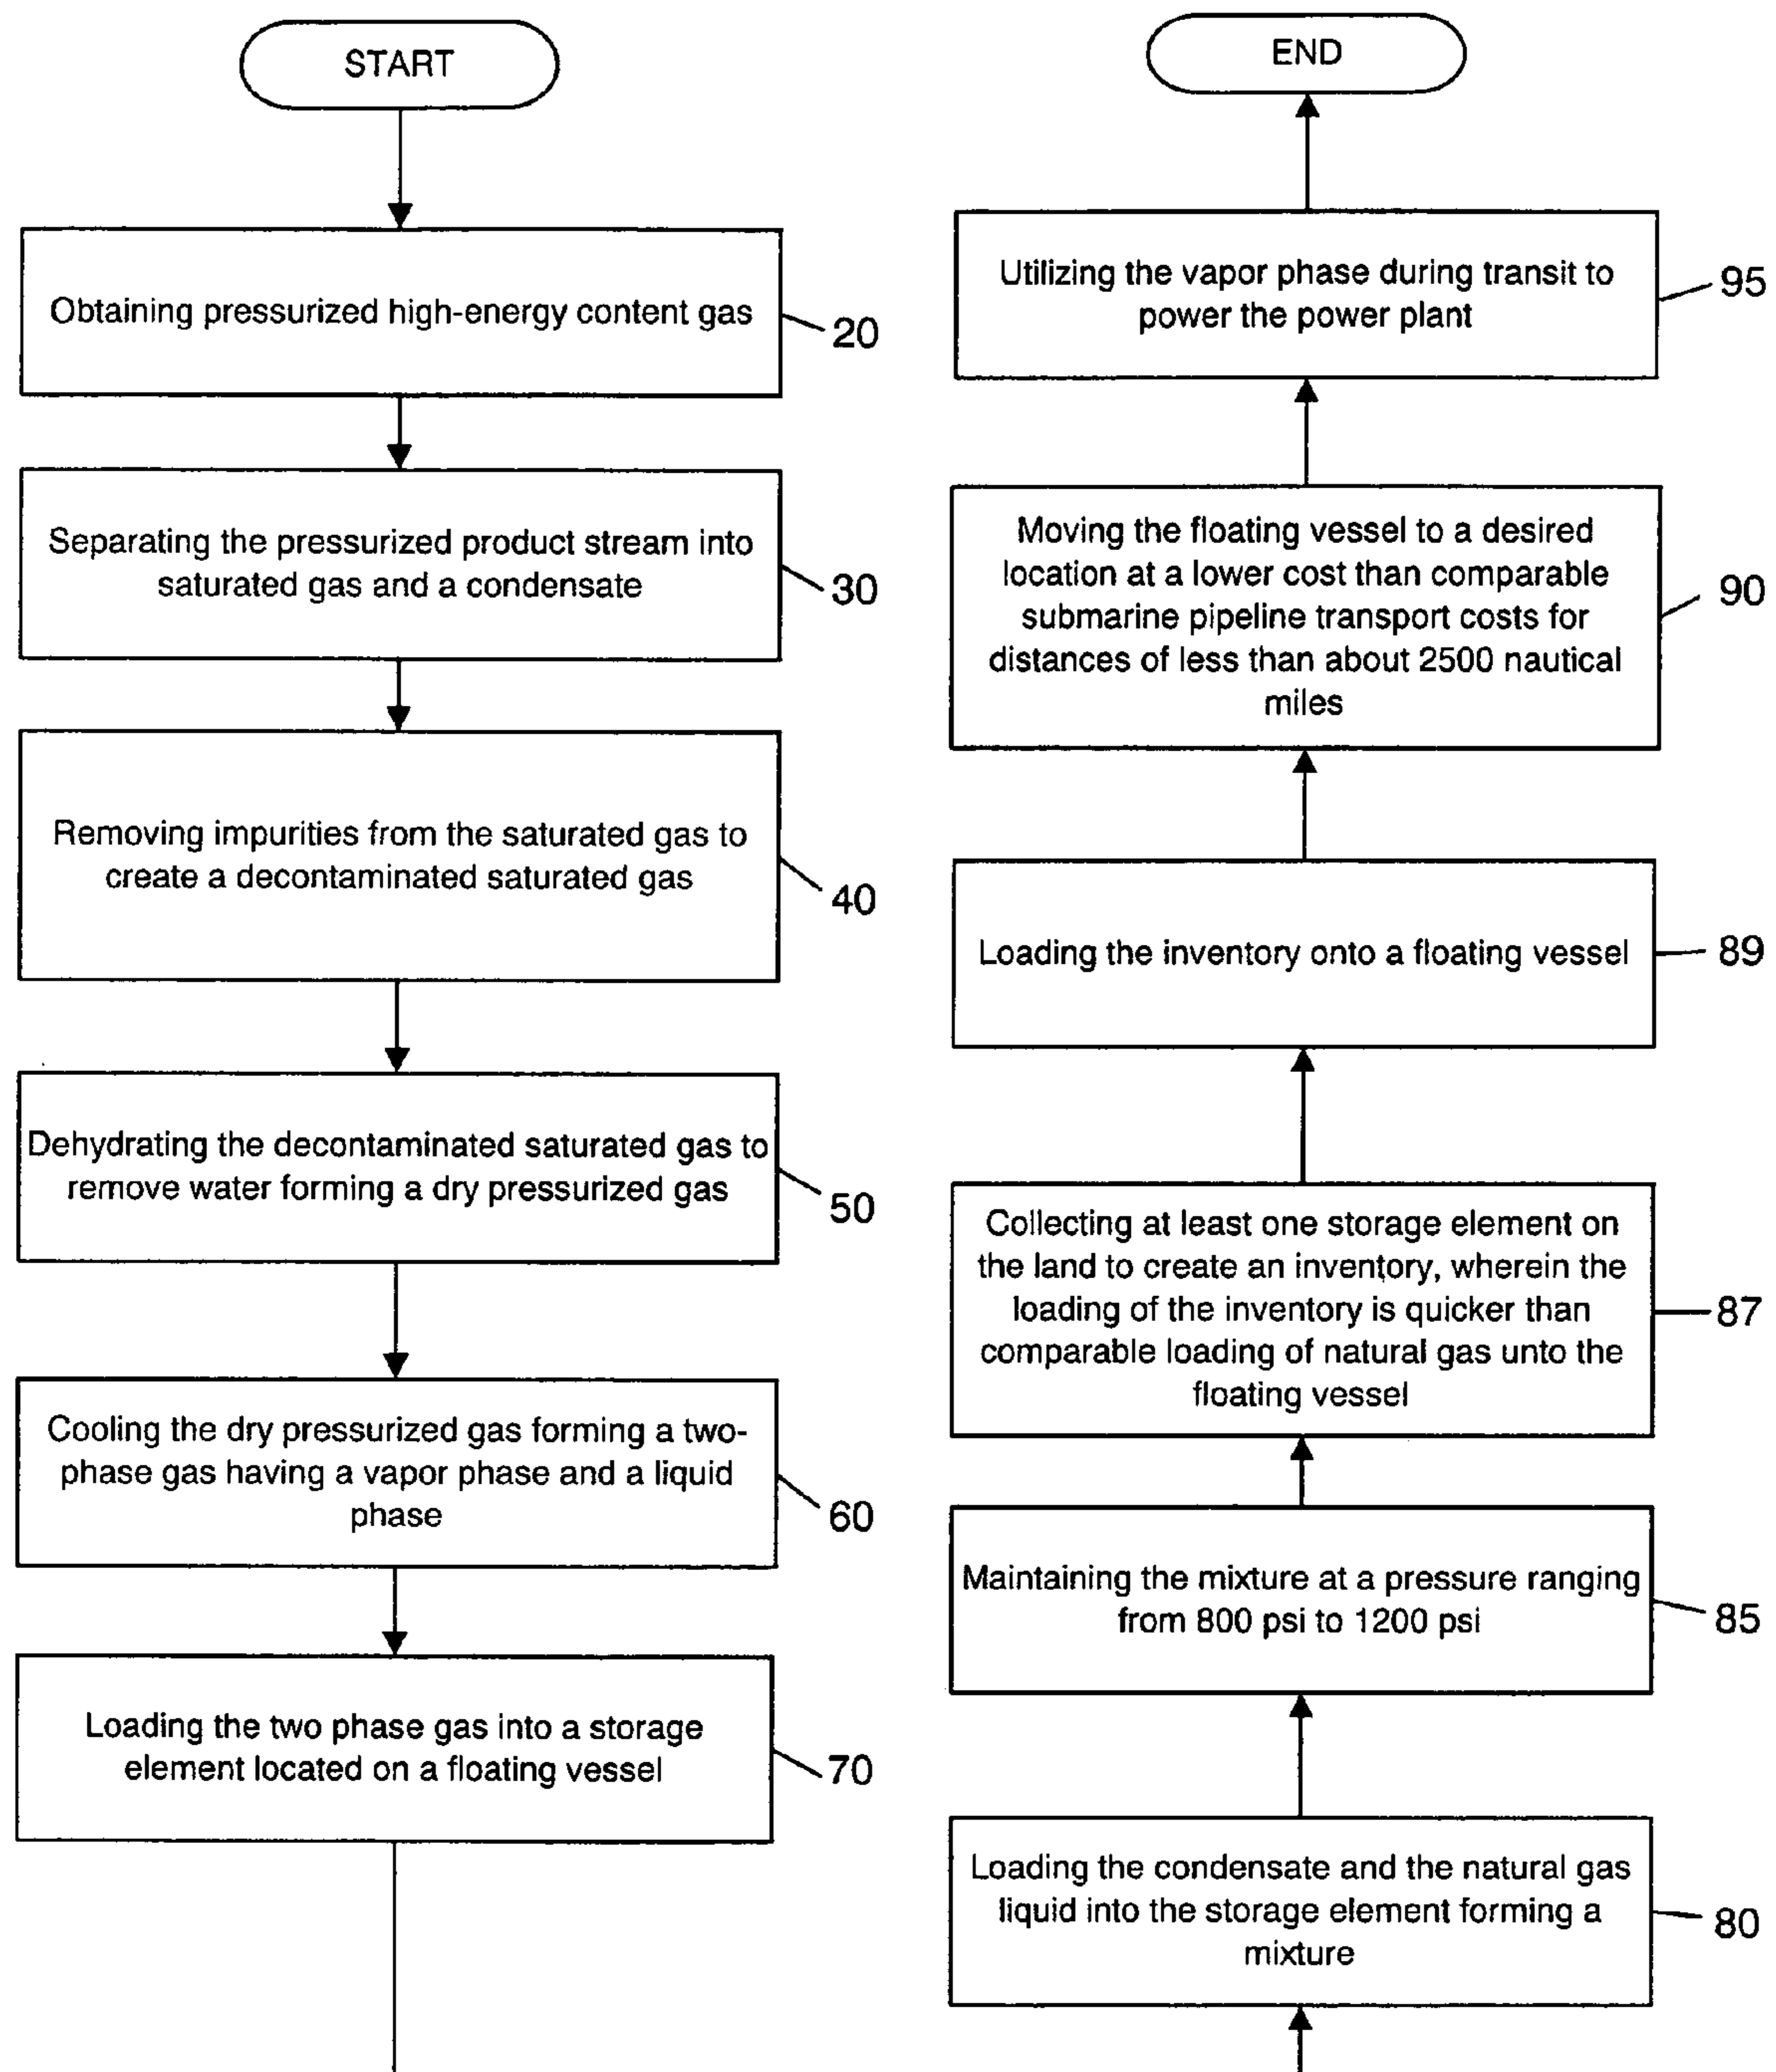 START
Obtaining pressurized high-energy content gas
20
Separating the pressurized product stream into
saturated gas and a condensate
30
Removing impurities from the saturated gas to
create a decontaminated saturated gas
40
Dehydrating the decontaminated saturated gas to
remove water forming a dry pressurized gas
50
Cooling the dry pressurized gas forming a two-
phase gas having a vapor phase and a liquid
phase
60
Loading the two phase gas into a storage
element located on a floating vessel
70
Loading the condensate and the natural gas
liquid into the storage element forming a
mixture
80
Maintaining the mixture at a pressure ranging
from 800 psi to 1200 psi
85
Collecting at least one storage element on
the land to create an inventory, wherein the
loading of the inventory is quicker than
comparable loading of natural gas unto the
floating vessel
87
Loading the inventory onto a floating vessel
89
Moving the floating vessel to a desired
location at a lower cost than comparable
submarine pipeline transport costs for
distances of less than about 2500 nautical
miles
90
Utilizing the vapor phase during transit to
power the power plant
95
END